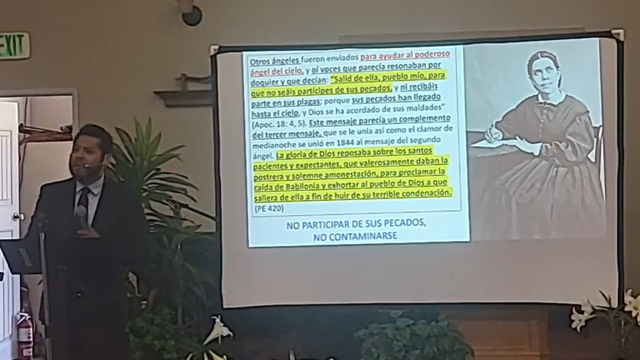 EXIT
Otros ángeles fueron enviados para ayudar al poderoso
ángel del cielo, y oí voces que parecía resonaban por
doquier y que decían: "Salid de ella, pueblo mío, para
que no seáis partícipes de sus pecados, y ni recibáis
parte en sus plagas; porque sus pecados han llegado
hasta el cielo, y Dios se ha acordado de sus maldades"
(Apoc. 18: 4, 5). Este mensaje parecía un complemento
del tercer mensaje, que se le unía así como el clamor de
medianoche se unió en 1844 al mensaje del segundo
ángel. La gloria de Dios reposaba sobre los santos
pacientes y expectantes, que valerosamente daban la
postrera y solemne amonestación, para proclamar la
caída de Babilonia y exhortar al pueblo de Dios a que
saliera de ella a fin de huir de su terrible condenación.
(PE 420)
NO PARTICIPAR DE SUS PECADOS,
NO CONTAMINARSE